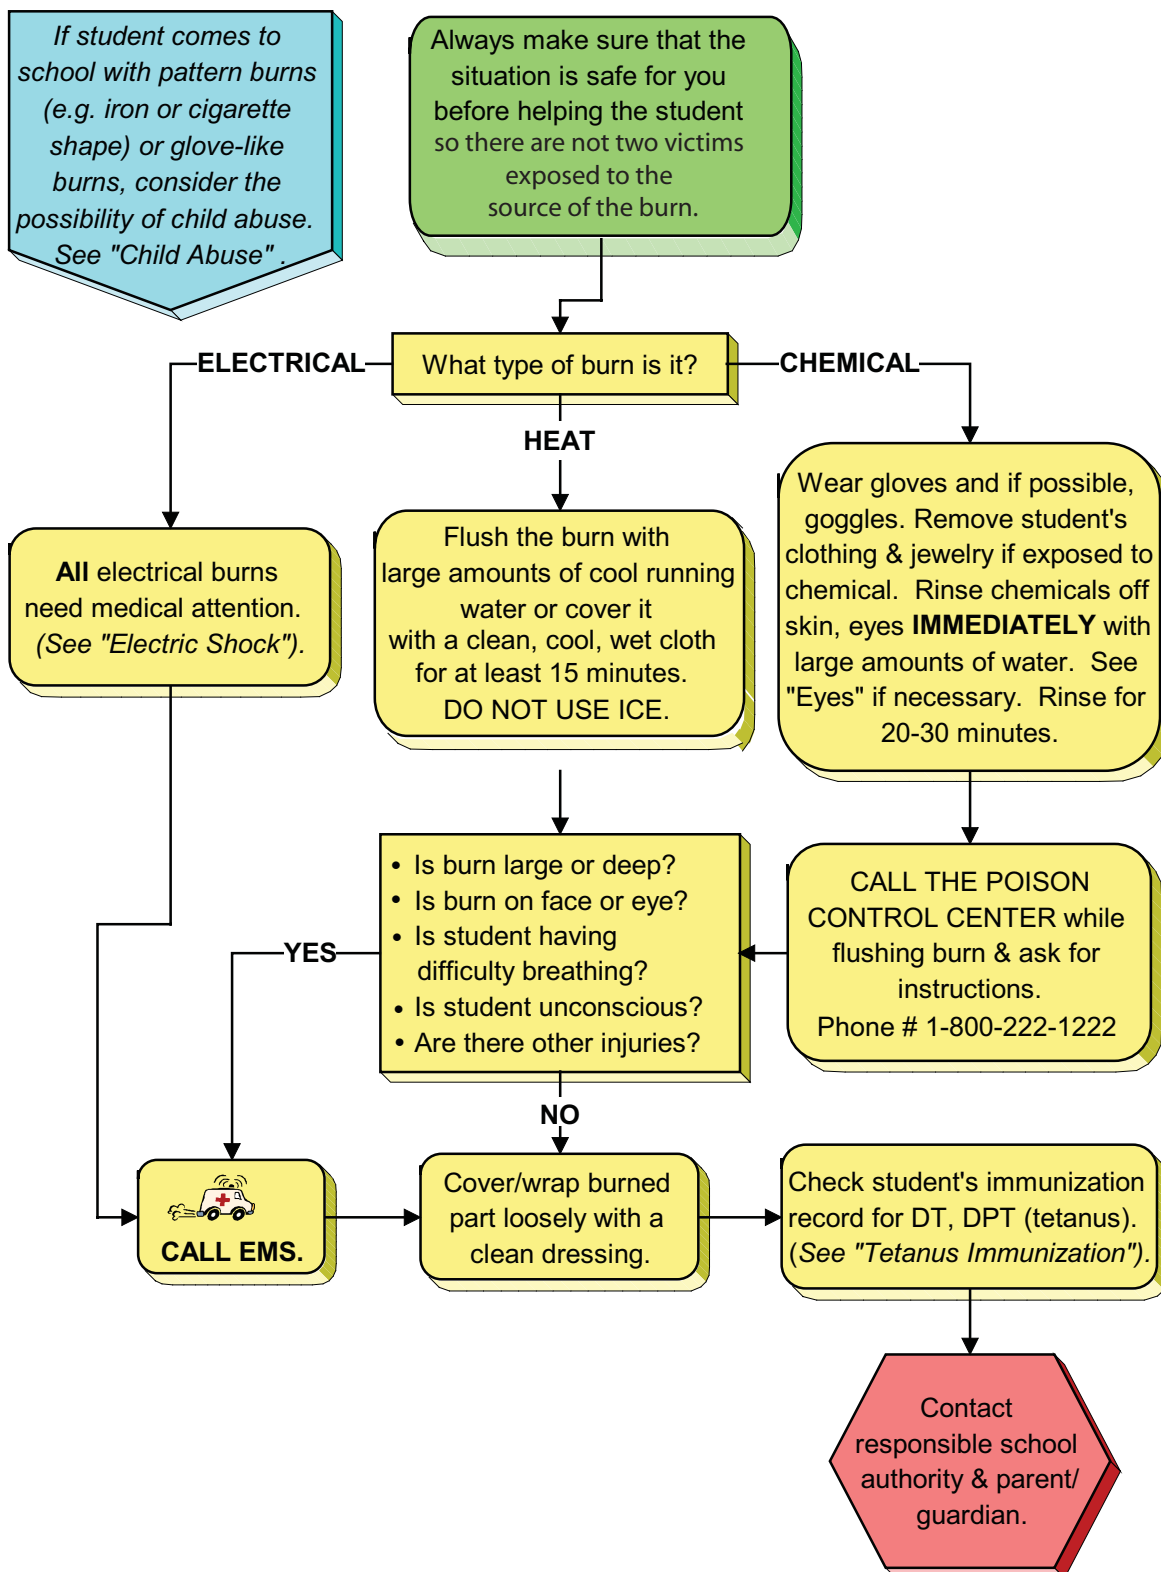 If student comes to
school with pattern burns
(e.g. iron or cigarette
shape) or glove-like
burns, consider the
possibility of child abuse.
See "Child Abuse" .
Always make sure that the
situation is safe for you
before helping the student
so there are not two victims
exposed to the
source of the burn.
ELECTRICAL
What type of burn is it?
CHEMICAL
HEAT
All electrical burns
need medical attention.
(See "Electric Shock").
Flush the burn with
large amounts of cool running
water or cover it
with a clean, cool, wet cloth
for at least 15 minutes.
DO NOT USE ICE.
Wear gloves and if possible,
goggles. Remove student's
clothing & jewelry if exposed to
chemical.  Rinse chemicals off
skin, eyes IMMEDIATELY with
large amounts of water.  See
"Eyes" if necessary.  Rinse for
20-30 minutes.
• Is burn large or deep?
• Is burn on face or eye?
• Is student having
difficulty breathing?
• Is student unconscious?
• Are there other injuries?
CALL THE POISON
CONTROL CENTER while
flushing burn & ask for
instructions.
Phone # 1-800-222-1222
YES
NO
CALL EMS.
Cover/wrap burned
part loosely with a
clean dressing.
Check student's immunization
record for DT, DPT (tetanus).
(See "Tetanus Immunization").
Contact
responsible school
authority & parent/
guardian.